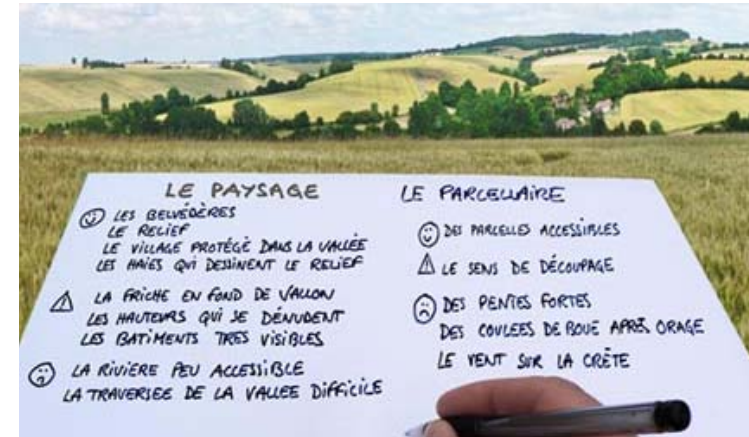 LE PAYSAGE
LES BELVÉDÈRES
LE RELIEF
LE VILLAGE PROTÉGÉ DANS LA VALLÉE
LES HAIES QUI DESSINENT LE RELIEF
LA FRICHE EN FOND DE VALLON
LES HAUTEURS QUI SE DÉNUDENT
LES BATIMENTS TRES VISIBLES
LA RIVIÈRE PEU ACCESSIBLE
LA TRAVERSEE DE LA VALLEE DIFFICILE
LE PARCELLAIRE
DES PARCELLES ACCESSIBLES
LE SENS DE DÉCOUPAGE
DES PENTES FORTES
DES COULEES DE BOUE APRÈS ORAGE
LE VENT SUR LA CRÊTE